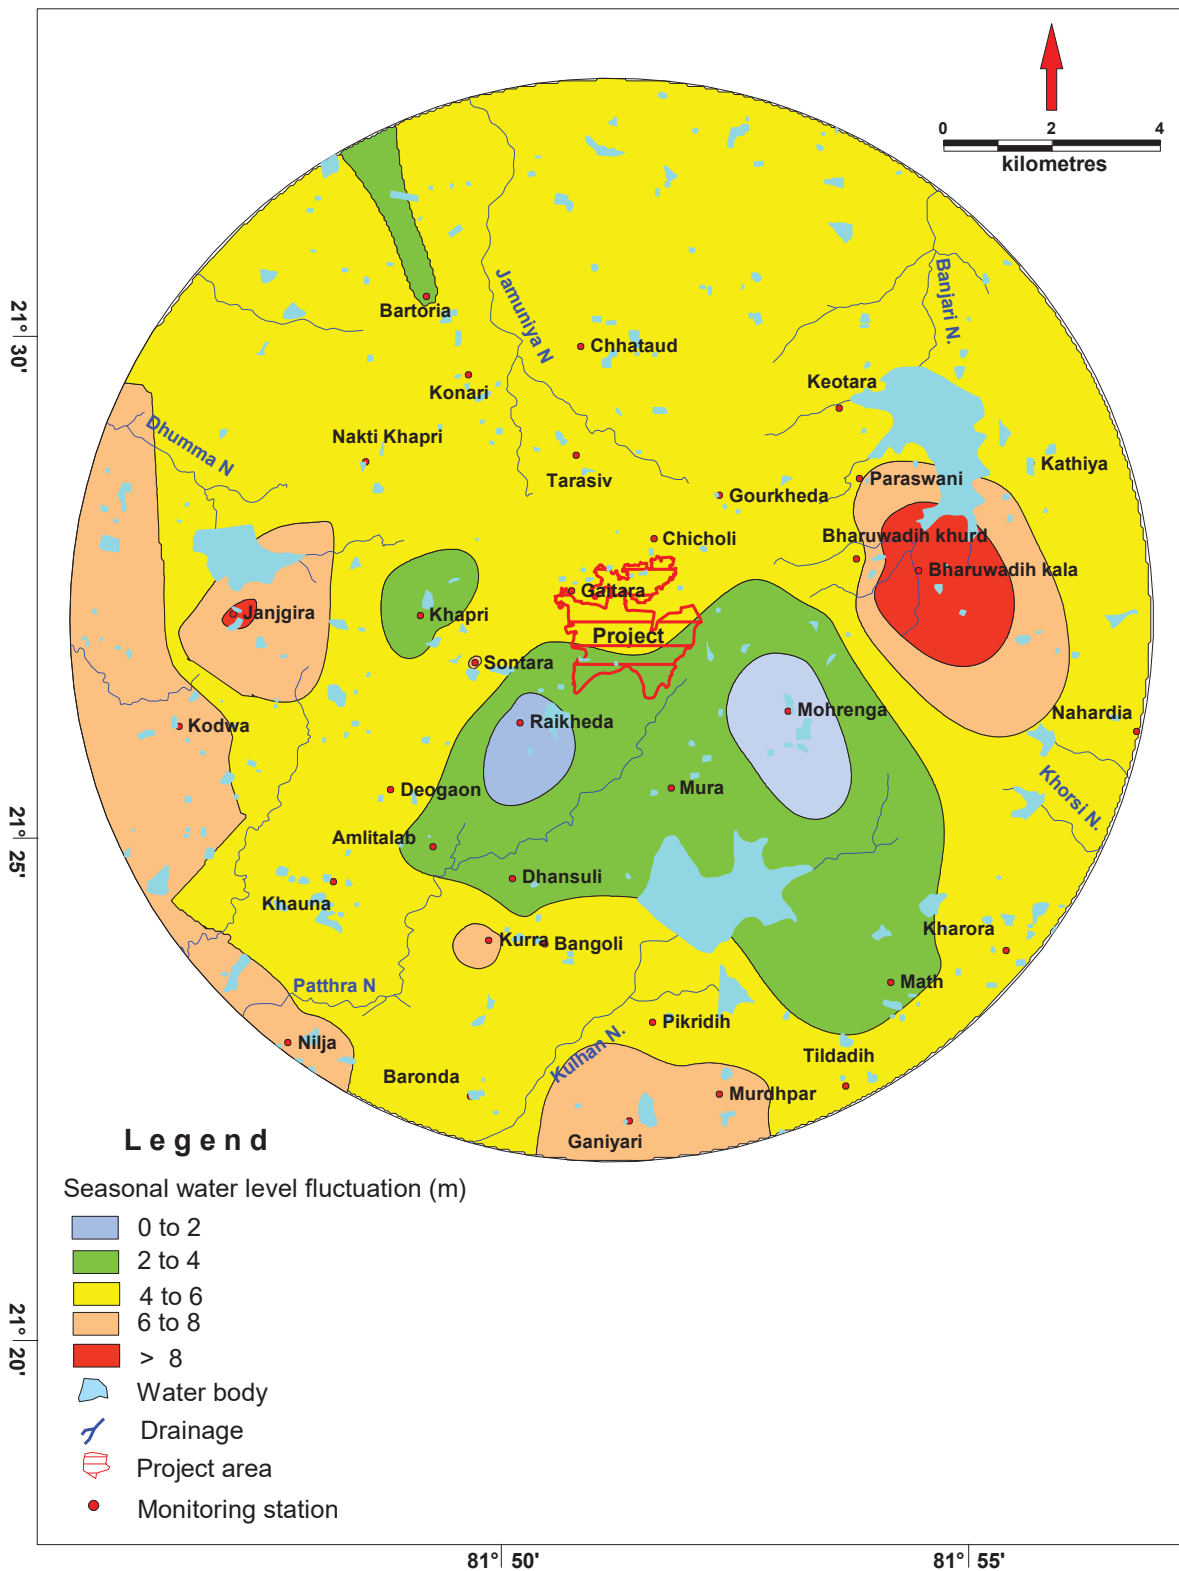 0 2 4
kilometres
Jamuniya N
Banjari N.
Bartoria
21° 30'
Chhataud
Keotara
Konari
Dhumma N
Nakti Khapri
Kathiya
Tarasiv
Paraswani
Gourkheda
Chicholi
Bharuwadih khurd
Bharuwadih kala
Gaitara
Janjgira
Khapri
Project
Sontara
Mohrenga
Nahardia
Kodwa
Raikheda
Khorsi N.
Deogaon
Mura
21° 25'
Amlitalab
Dhansuli
Khauna
Kharora
Kurra
Bangoli
Math
Patthra N
Pikridih
Kulhan N.
Nilja
Tildadih
Baronda
Murdhpar
Ganiyari
Legend
Seasonal water level fluctuation (m)
0 to 2
2 to 4
4 to 6
6 to 8
> 8
21° 20'
Water body
Drainage
Project area
Monitoring station
81° 50' 81° 55'